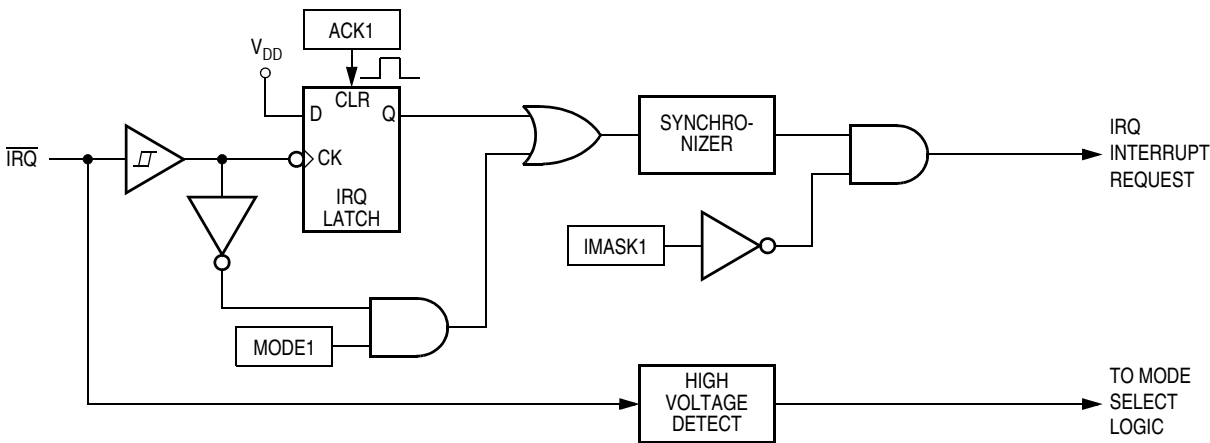 ACK1
VDD
CLR
D
Q
IRQ
CK
IRQ
LATCH
SYNCHRO-
NIZER
IRQ
INTERRUPT
REQUEST
IMASK1
MODE1
HIGH
VOLTAGE
DETECT
TO MODE
SELECT
LOGIC